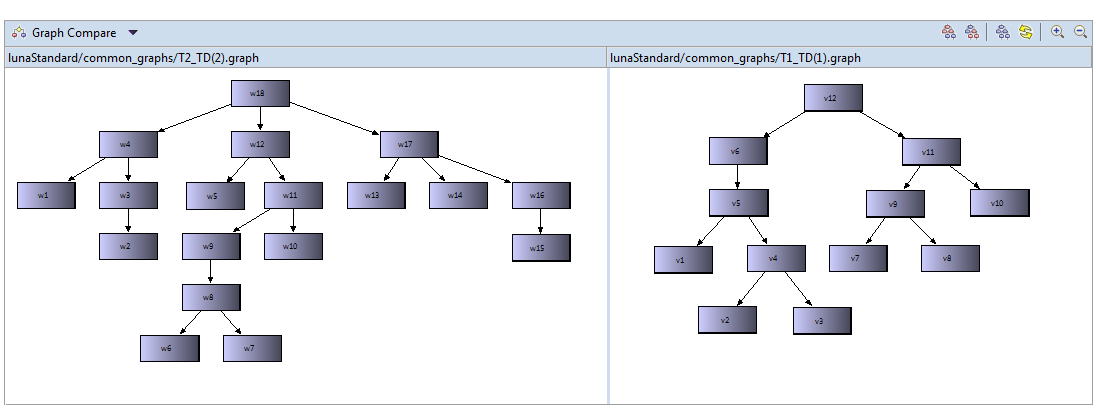 Graph Compare
lunaStandard/common_graphs/T2_TD(2).graph
w18
w4 w12 w17
w1 w3 w5 w11 w13 w14 w16
w2 w9 w10 w15
w8
w6 w7
lunaStandard/common_graphs/T1_TD(1).graph
v12
v6 v11
v5 v9 v10
v1 v4 v7 v8
v2 v3